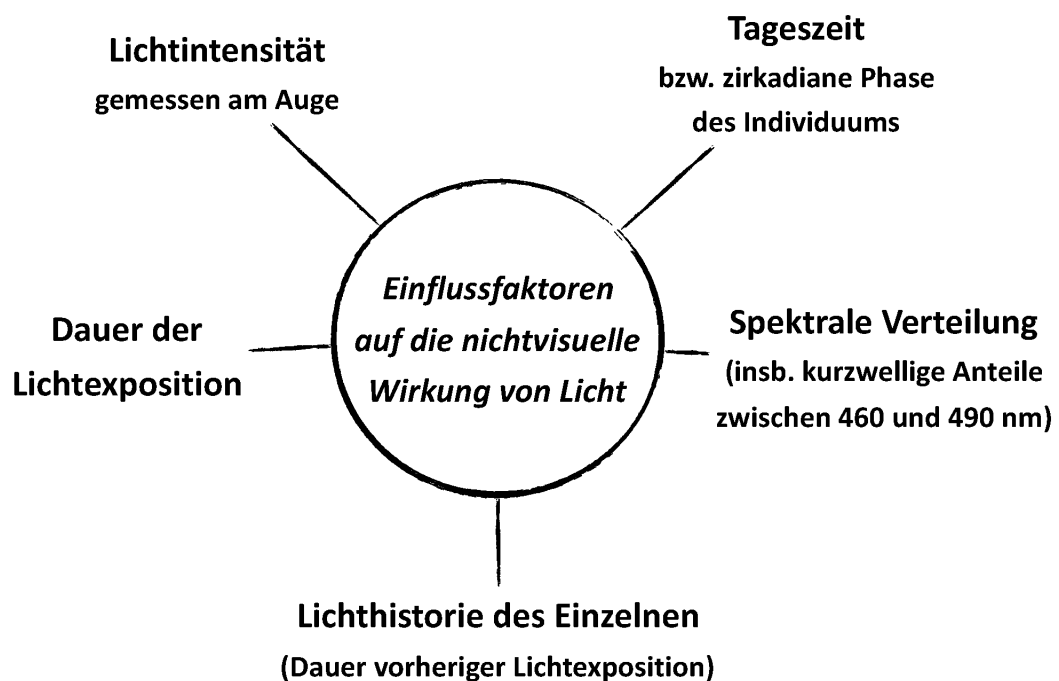 Lichtintensität
gemessen am Auge
Tageszeit
bzw. zirkadiane Phase
des Individuums
Einflussfaktoren
auf die nichtvisuelle
Wirkung von Licht
Dauer der
Lichtexposition
Spektrale Verteilung
(insb. kurzwellige Anteile
zwischen 460 und 490 nm)
Lichthistorie des Einzelnen
(Dauer vorheriger Lichtexposition)